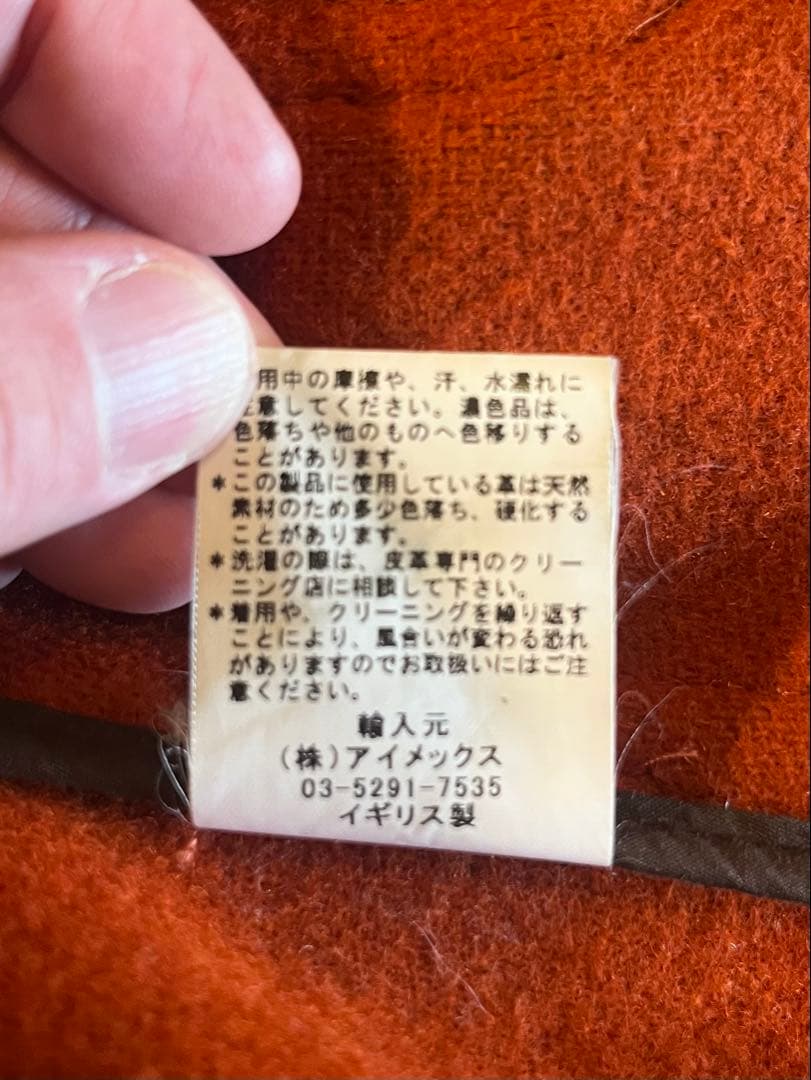 用中の摩擦や、汗、水濡れに
注意してください。濃色品は、
色落ちや他のものへ色移りする
ことがあります。
＊この製品に使用している革は天然
素材のため多少色落ち、硬化する
ことがあります。
＊洗濯の際は、皮革専門のクリー
ニング店に相談して下さい。
＊着用や、クリーニングを繰り返す
ことにより、風合いが変わる恐れ
がありますのでお取扱いにはご注
意ください。
輸入元
(株)アイメックス
03-5291-7535
イギリス製